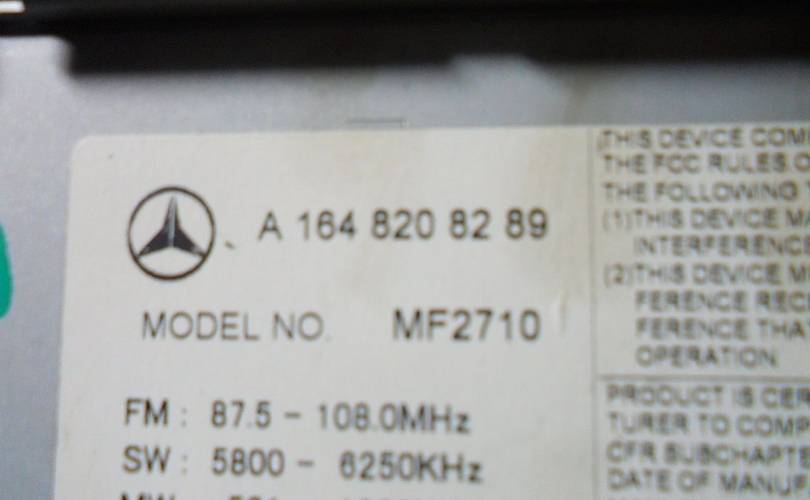 A 164 820 82 89
MODEL NO. MF2710
FM : 87.5 - 108.0MHz
SW : 5800 - 6250KHz
MW :
THIS DEVICE
THE FCC RULES
THE FOLLOWING
(1)THIS DEVICE
INTERFERENCE
(2)THIS DEVICE
FERENCE
FERENCE
OPERATION
PRODUCT IS
TURER TO
CFR
DATE OF